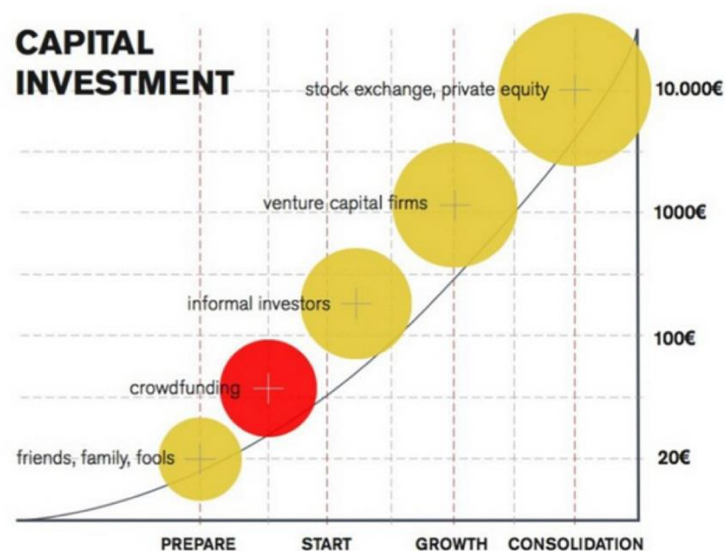 CAPITAL
INVESTMENT
stock exchange, private equity
10.000€
venture capital firms
1000€
informal investors
100€
crowdfunding
friends, family, fools
20€
PREPARE START GROWTH CONSOLIDATION